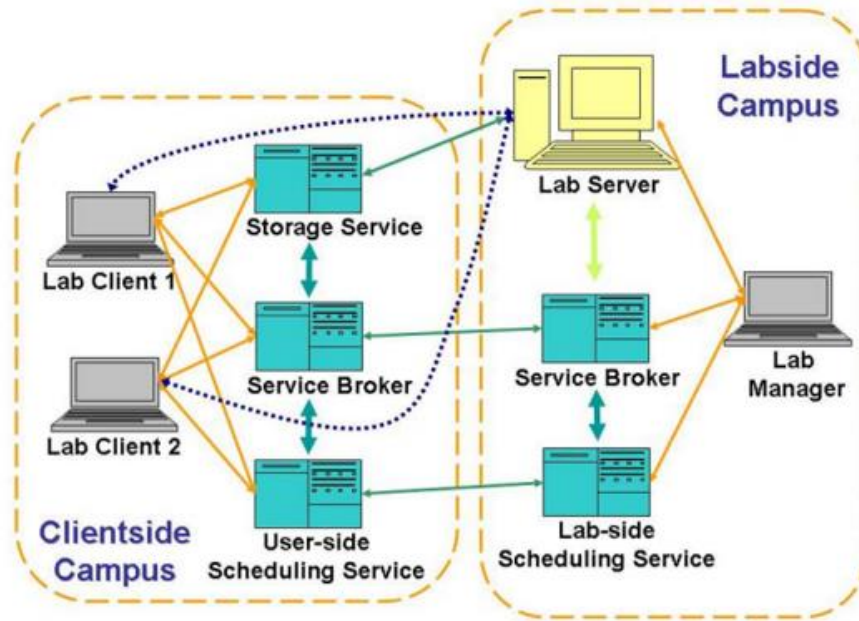 Labside
Campus
Lab Server
Storage Service
Lab Client 1
Service Broker
Service Broker
Lab
Manager
Lab Client 2
Clientside
Campus
User-side
Scheduling Service
Lab-side
Scheduling Service